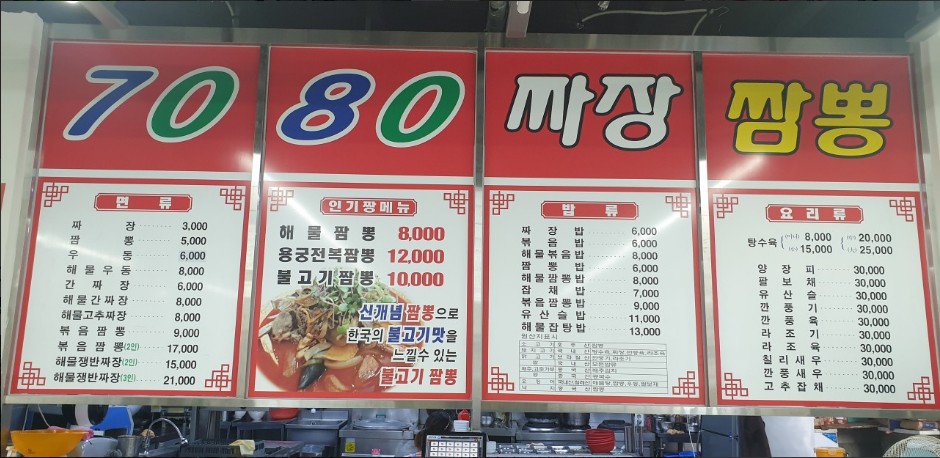 70 80 짜장 짬뽕
면 류
짜 장 3,000
짬 뽕 5,000
우 동 6,000
해물우동 8,000
간 짜 장 6,000
해물간짜장 8,000
해물고추짜장 8,000
볶음짬뽕 9,000
볶음짬뽕(2인) 17,000
해물쟁반짜장(2인) 15,000
해물쟁반짜장(3인) 21,000
인기짱메뉴
해물짬뽕 8,000
용궁전복짬뽕 12,000
불고기짬뽕 10,000
신개념 짬뽕으로
한국의 불고기맛을
느낄수 있는
불고기 짬뽕
밥 류
짜 장 밥 6,000
볶 음 밥 6,000
해물볶음밥 8,000
짬 뽕 밥 6,000
해물짬뽕밥 8,000
잡 채 밥 7,000
볶음짬뽕밥 9,000
유산슬밥 11,000
해물잡탕밥 13,000
원산지표시
요리류
탕수육 (미니) 8,000 (小) 15,000 (中) 20,000 (大) 25,000
양 장 피 30,000
팔 보 채 30,000
유 산 슬 30,000
깐 풍 육 30,000
깐 풍 기 30,000
라 조 육 30,000
라 조 기 30,000
칠리새우 30,000
깐풍새우 30,000
고추잡채 30,000